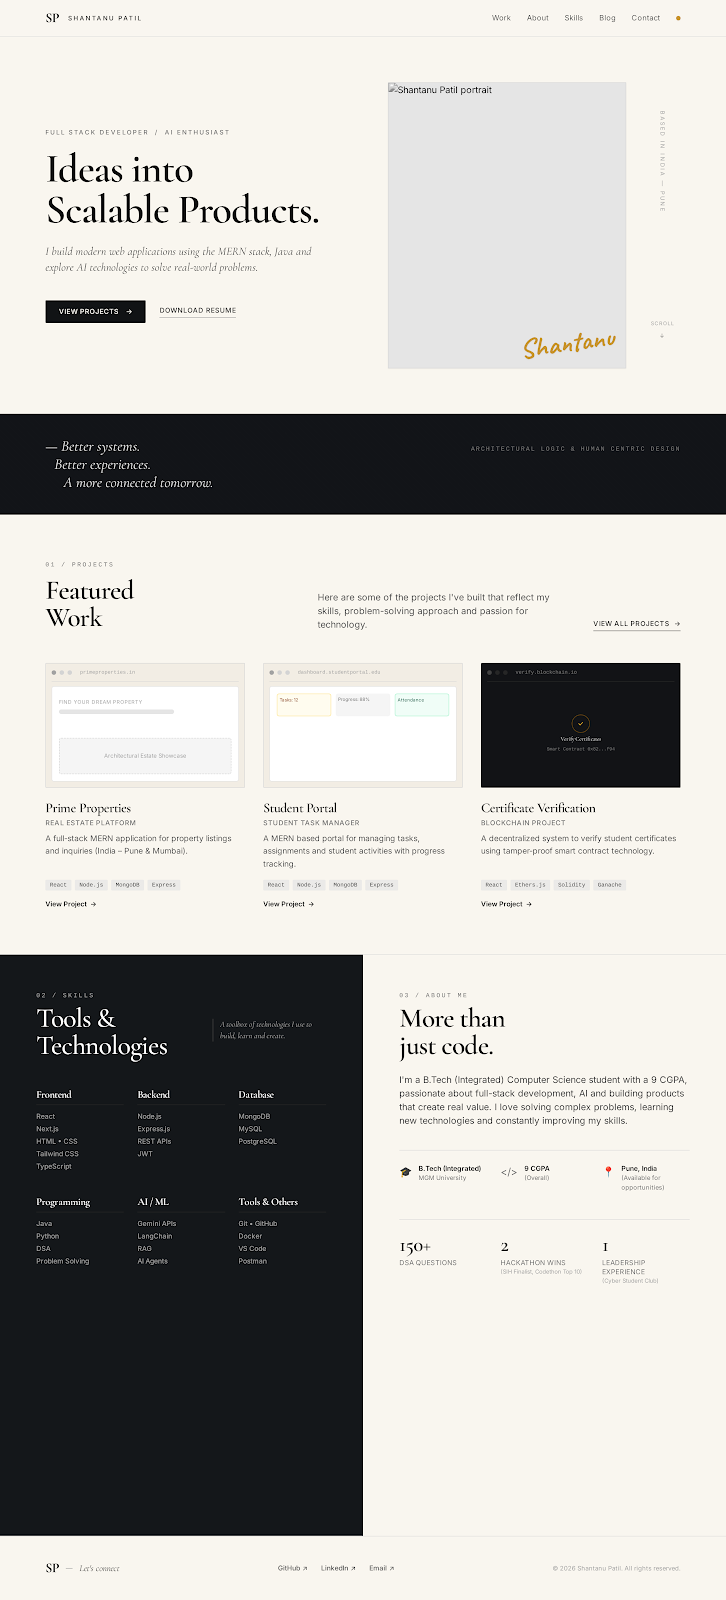 SP SHANTANU PATIL
Work About Skills Blog Contact
FULL STACK DEVELOPER / AI ENTHUSIAST
Ideas into
Scalable Products.
I build modern web applications using the MERN stack, Java and
explore AI technologies to solve real-world problems.
VIEW PROJECTS →
DOWNLOAD RESUME
Shantanu Patil portrait
Shantanu
BASED IN INDIA — PUNE
SCROLL
↓
— Better systems.
Better experiences.
A more connected tomorrow.
ARCHITECTURAL LOGIC & HUMAN CENTRIC DESIGN
01 / PROJECTS
Featured
Work
Here are some of the projects I've built that reflect my
skills, problem-solving approach and passion for
technology.
VIEW ALL PROJECTS →
primeproperties.in
FIND YOUR DREAM PROPERTY
Architectural Estate Showcase
Prime Properties
REAL ESTATE PLATFORM
A full-stack MERN application for property listings
and inquiries (India – Pune & Mumbai).
React Node.js MongoDB Express
View Project →
dashboard.studentportal.edu
Tasks: 12
Progress: 88%
Attendance
Student Portal
STUDENT TASK MANAGER
A MERN based portal for managing tasks,
assignments and student activities with progress
tracking.
React Node.js MongoDB Express
View Project →
verify.blockchain.io
✓
Verify Certificates
Smart Contract 0x82...F94
Certificate Verification
BLOCKCHAIN PROJECT
A decentralized system to verify student certificates
using tamper-proof smart contract technology.
React Ethers.js Solidity Ganache
View Project →
02 / SKILLS
Tools &
Technologies
A toolbox of technologies I use to
build, learn and create.
Frontend
React
Next.js
HTML • CSS
Tailwind CSS
TypeScript
Backend
Node.js
Express.js
REST APIs
JWT
Database
MongoDB
MySQL
PostgreSQL
Programming
Java
Python
DSA
Problem Solving
AI / ML
Gemini APIs
LangChain
RAG
AI Agents
Tools & Others
Git • GitHub
Docker
VS Code
Postman
03 / ABOUT ME
More than
just code.
I'm a B.Tech (Integrated) Computer Science student with a 9 CGPA,
passionate about full-stack development, AI and building products
that create real value. I love solving complex problems, learning
new technologies and constantly improving my skills.
🎓 B.Tech (Integrated)
MGM University
</> 9 CGPA
(Overall)
📍 Pune, India
(Available for
opportunities)
150+
DSA QUESTIONS
2
HACKATHON WINS
(SIH Finalist, Codethon Top 10)
1
LEADERSHIP
EXPERIENCE
(Cyber Student Club)
SP — Let's connect
GitHub ↗ LinkedIn ↗ Email ↗
© 2026 Shantanu Patil. All rights reserved.